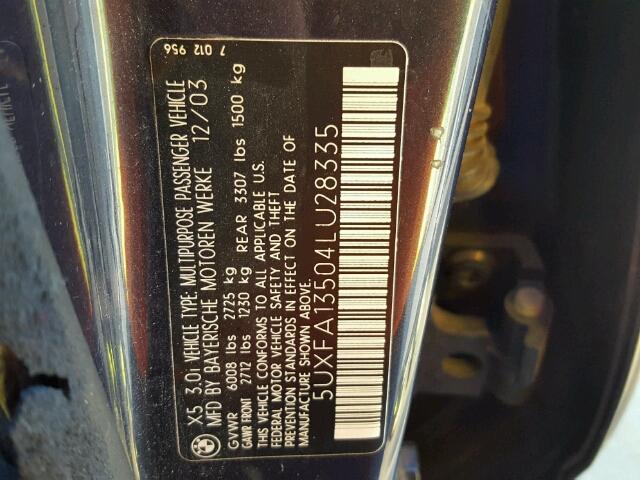 X5 3.0i VEHICLE TYPE: MULTIPURPOSE PASSENGER VEHICLE
MFD BY BAYERISCHE MOTOREN WERKE 12/03
GVWR 6008 lbs 2725 kg
GAWR FRONT 2712 lbs 1230 kg REAR 3307 lbs 1500 kg
THIS VEHICLE CONFORMS TO ALL APPLICABLE U.S.
FEDERAL MOTOR VEHICLE SAFETY AND THEFT
PREVENTION STANDARDS IN EFFECT ON THE DATE OF
MANUFACTURE SHOWN ABOVE.
5UXFA13504LU28335
7 012 956
VEHICLE